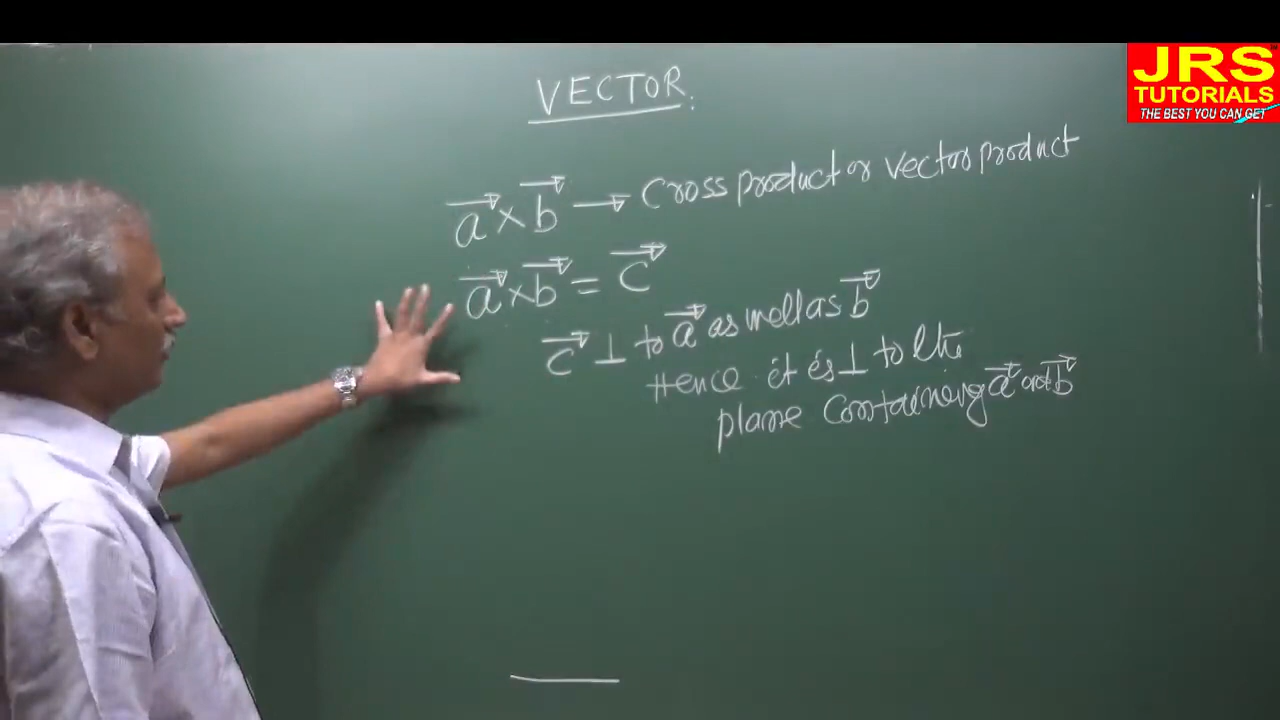 JRS
TUTORIALS
THE BEST YOU CAN GET
VECTOR:
a⃗ × b⃗ → Cross product or vector product
a⃗ × b⃗ = c⃗
c⃗ ⊥ to a⃗ as well as b⃗
Hence it is ⊥ to the
plane containing a⃗ and b⃗